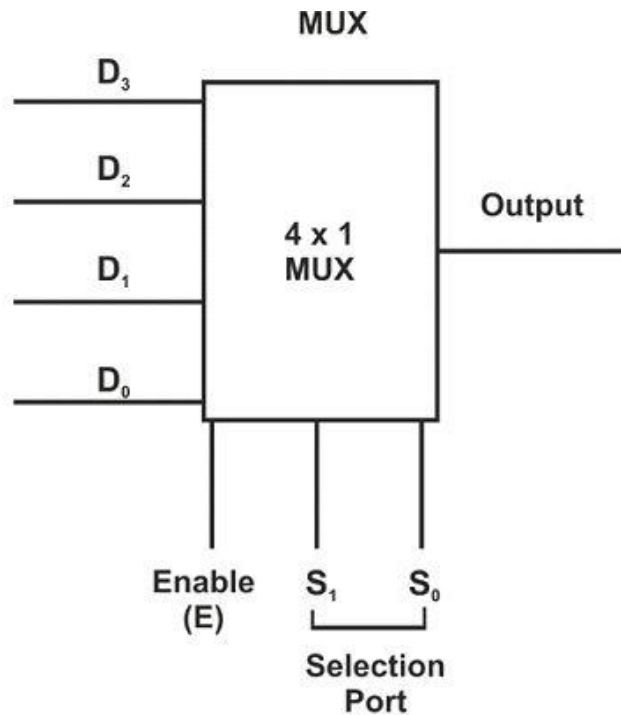 MUX
D₃
D₂
D₁
D₀
4 x 1
MUX
Output
Enable
(E)
S₁
S₀
Selection
Port